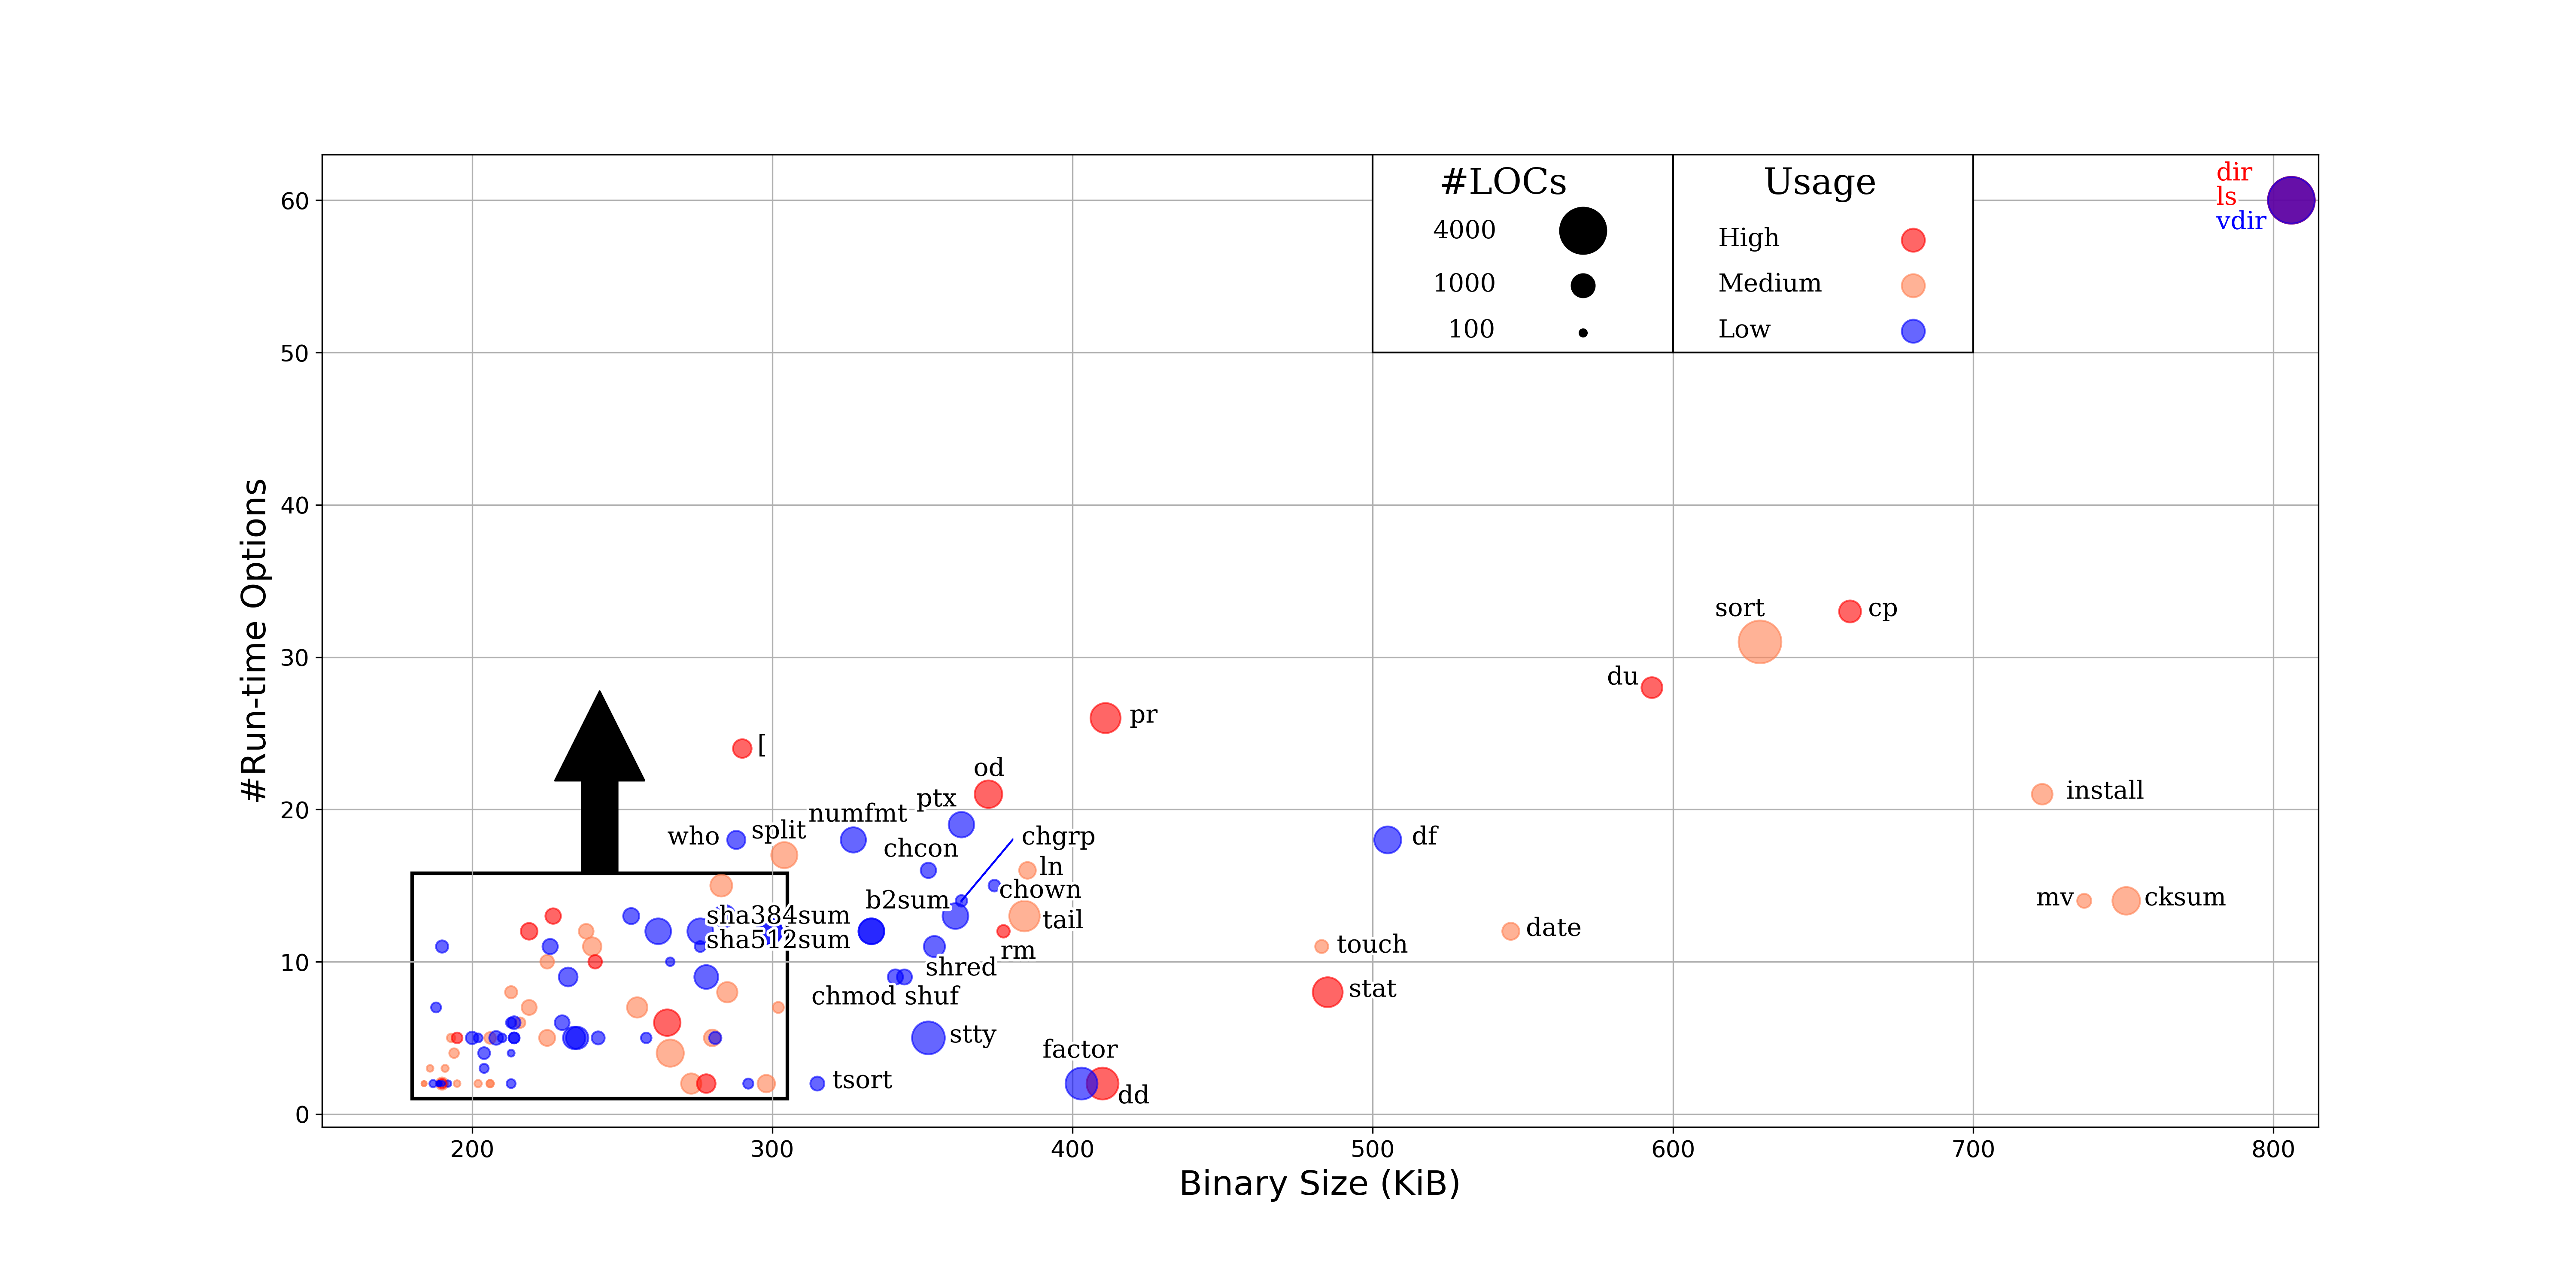 #LOCs
4000
1000
100
Usage
High
Medium
Low
dir
ls
vdir
60
50
40
30
20
10
0
#Run-time Options
sort
cp
du
pr
[
od
install
ptx
numfmt
who
split
chgrp
df
chcon
ln
chown
b2sum
mv
cksum
sha384sum
tail
date
sha512sum
touch
rm
shred
stat
chmod
shuf
stty
factor
tsort
dd
200
300
400
500
600
700
800
Binary Size (KiB)